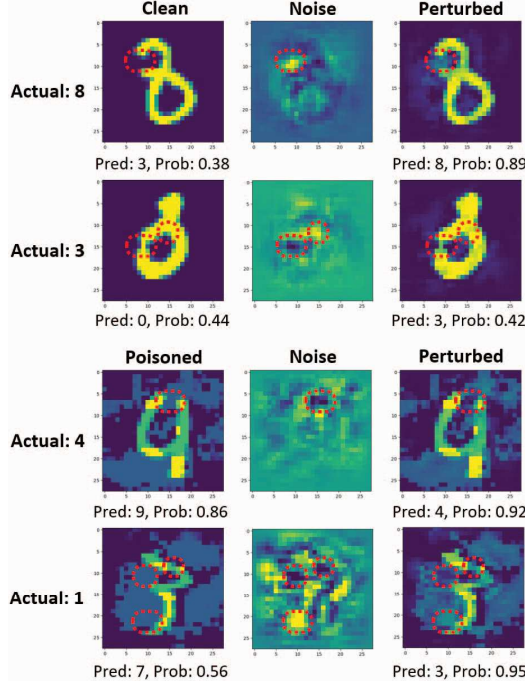 Clean Noise Perturbed
Actual: 8
Pred: 3, Prob: 0.38 Pred: 8, Prob: 0.89
Actual: 3
Pred: 0, Prob: 0.44 Pred: 3, Prob: 0.42
Poisoned Noise Perturbed
Actual: 4
Pred: 9, Prob: 0.86 Pred: 4, Prob: 0.92
Actual: 1
Pred: 7, Prob: 0.56 Pred: 3, Prob: 0.95